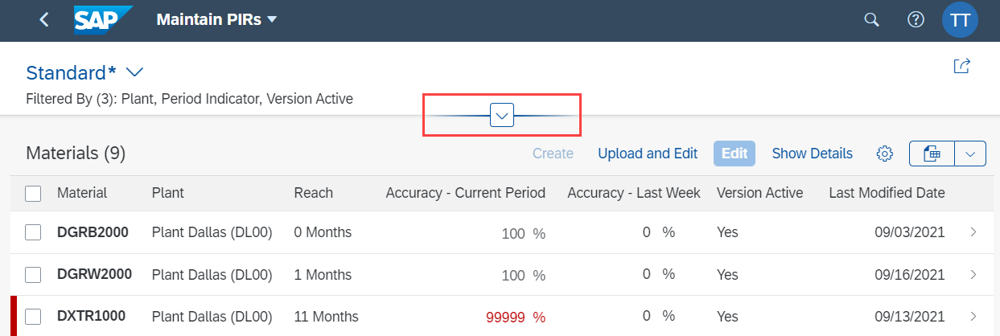 SAP Maintain PIRs TT
Standard*
Filtered By (3): Plant, Period Indicator, Version Active
Materials (9) Create Upload and Edit Edit Show Details
Material Plant Reach Accuracy - Current Period Accuracy - Last Week Version Active Last Modified Date
DGRB2000 Plant Dallas (DL00) 0 Months 100 % 0 % Yes 09/03/2021
DGRW2000 Plant Dallas (DL00) 1 Months 100 % 0 % Yes 09/16/2021
DXTR1000 Plant Dallas (DL00) 11 Months 99999 % 0 % Yes 09/13/2021